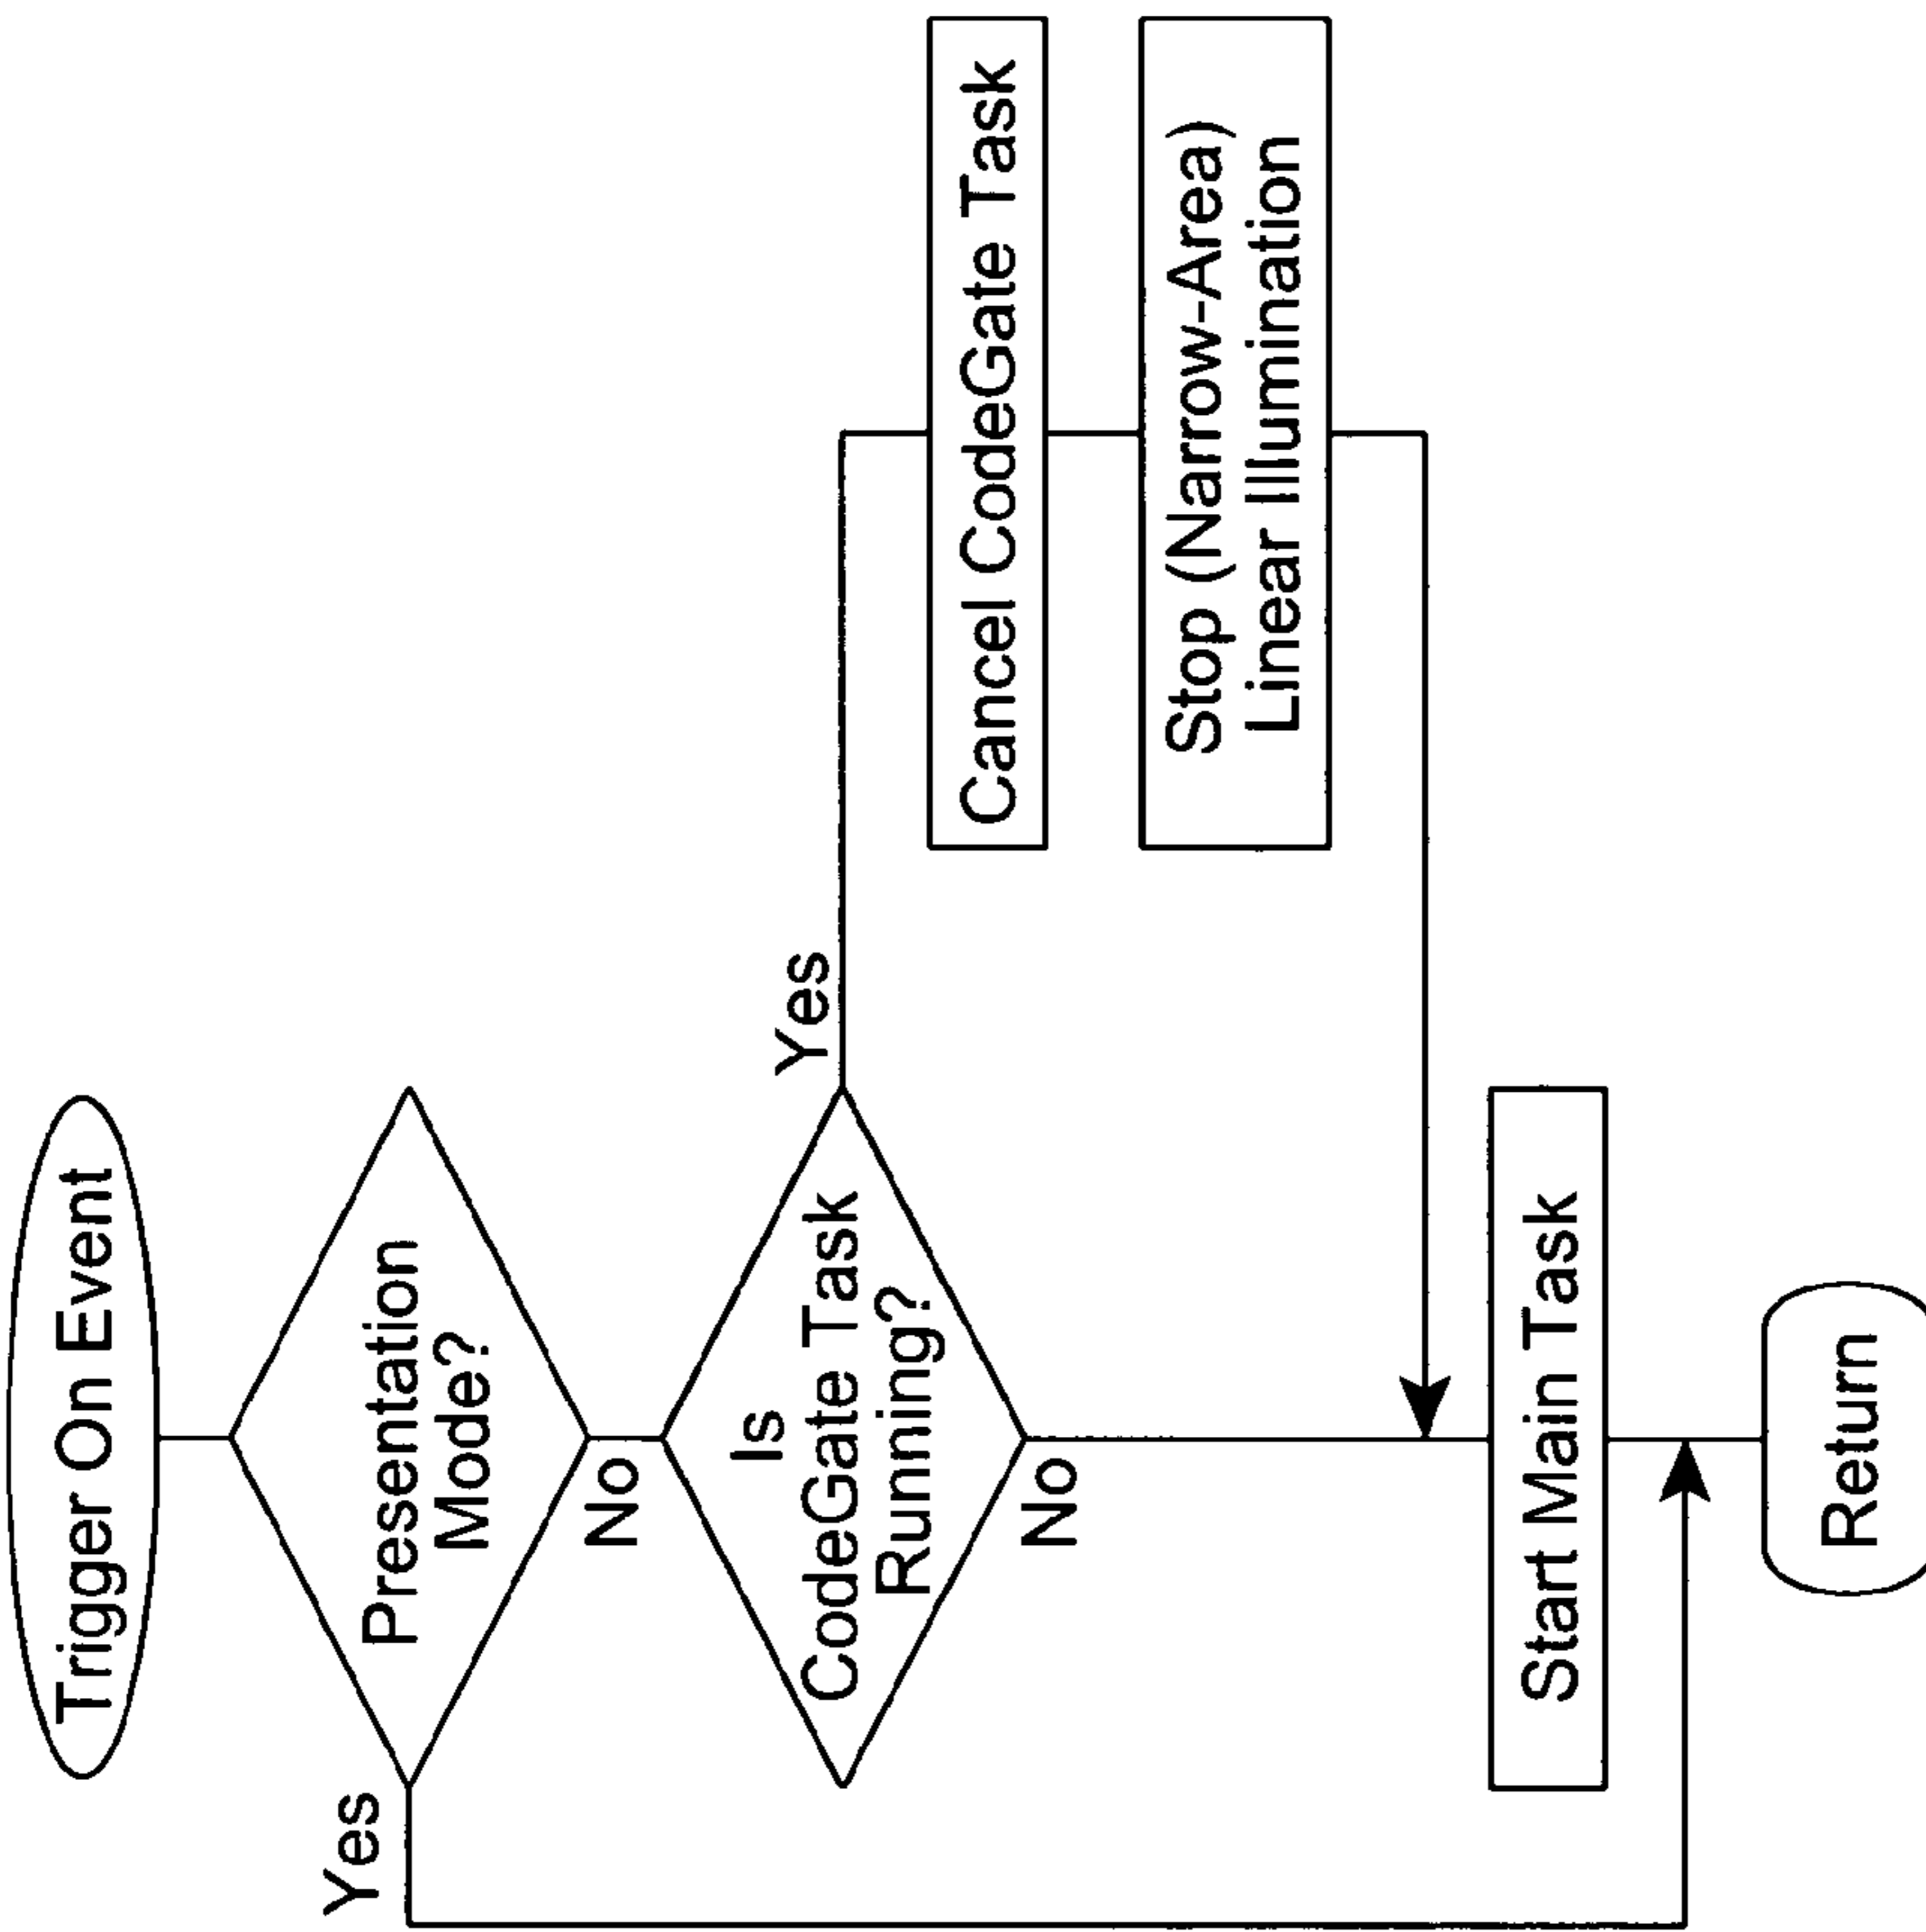 Trigger On Event
Presentation
Mode?
Yes
No
Is
CodeGate Task
Running?
Yes
No
Cancel CodeGate Task
Stop (Narrow-Area)
Linear Illumination
Start Main Task
Return